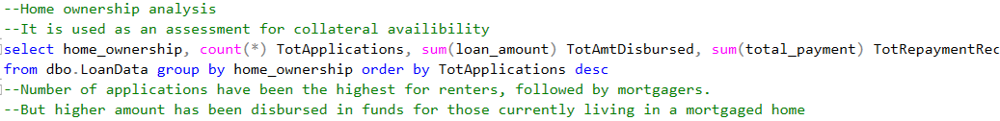 --Home ownership analysis
--It is used as an assessment for collateral availibility
select home_ownership, count(*) TotApplications, sum(loan_amount) TotAmtDisbursed, sum(total_payment) TotRepaymentRec
from dbo.LoanData group by home_ownership order by TotApplications desc
--Number of applications have been the highest for renters, followed by mortgagers.
--But higher amount has been disbursed in funds for those currently living in a mortgaged home